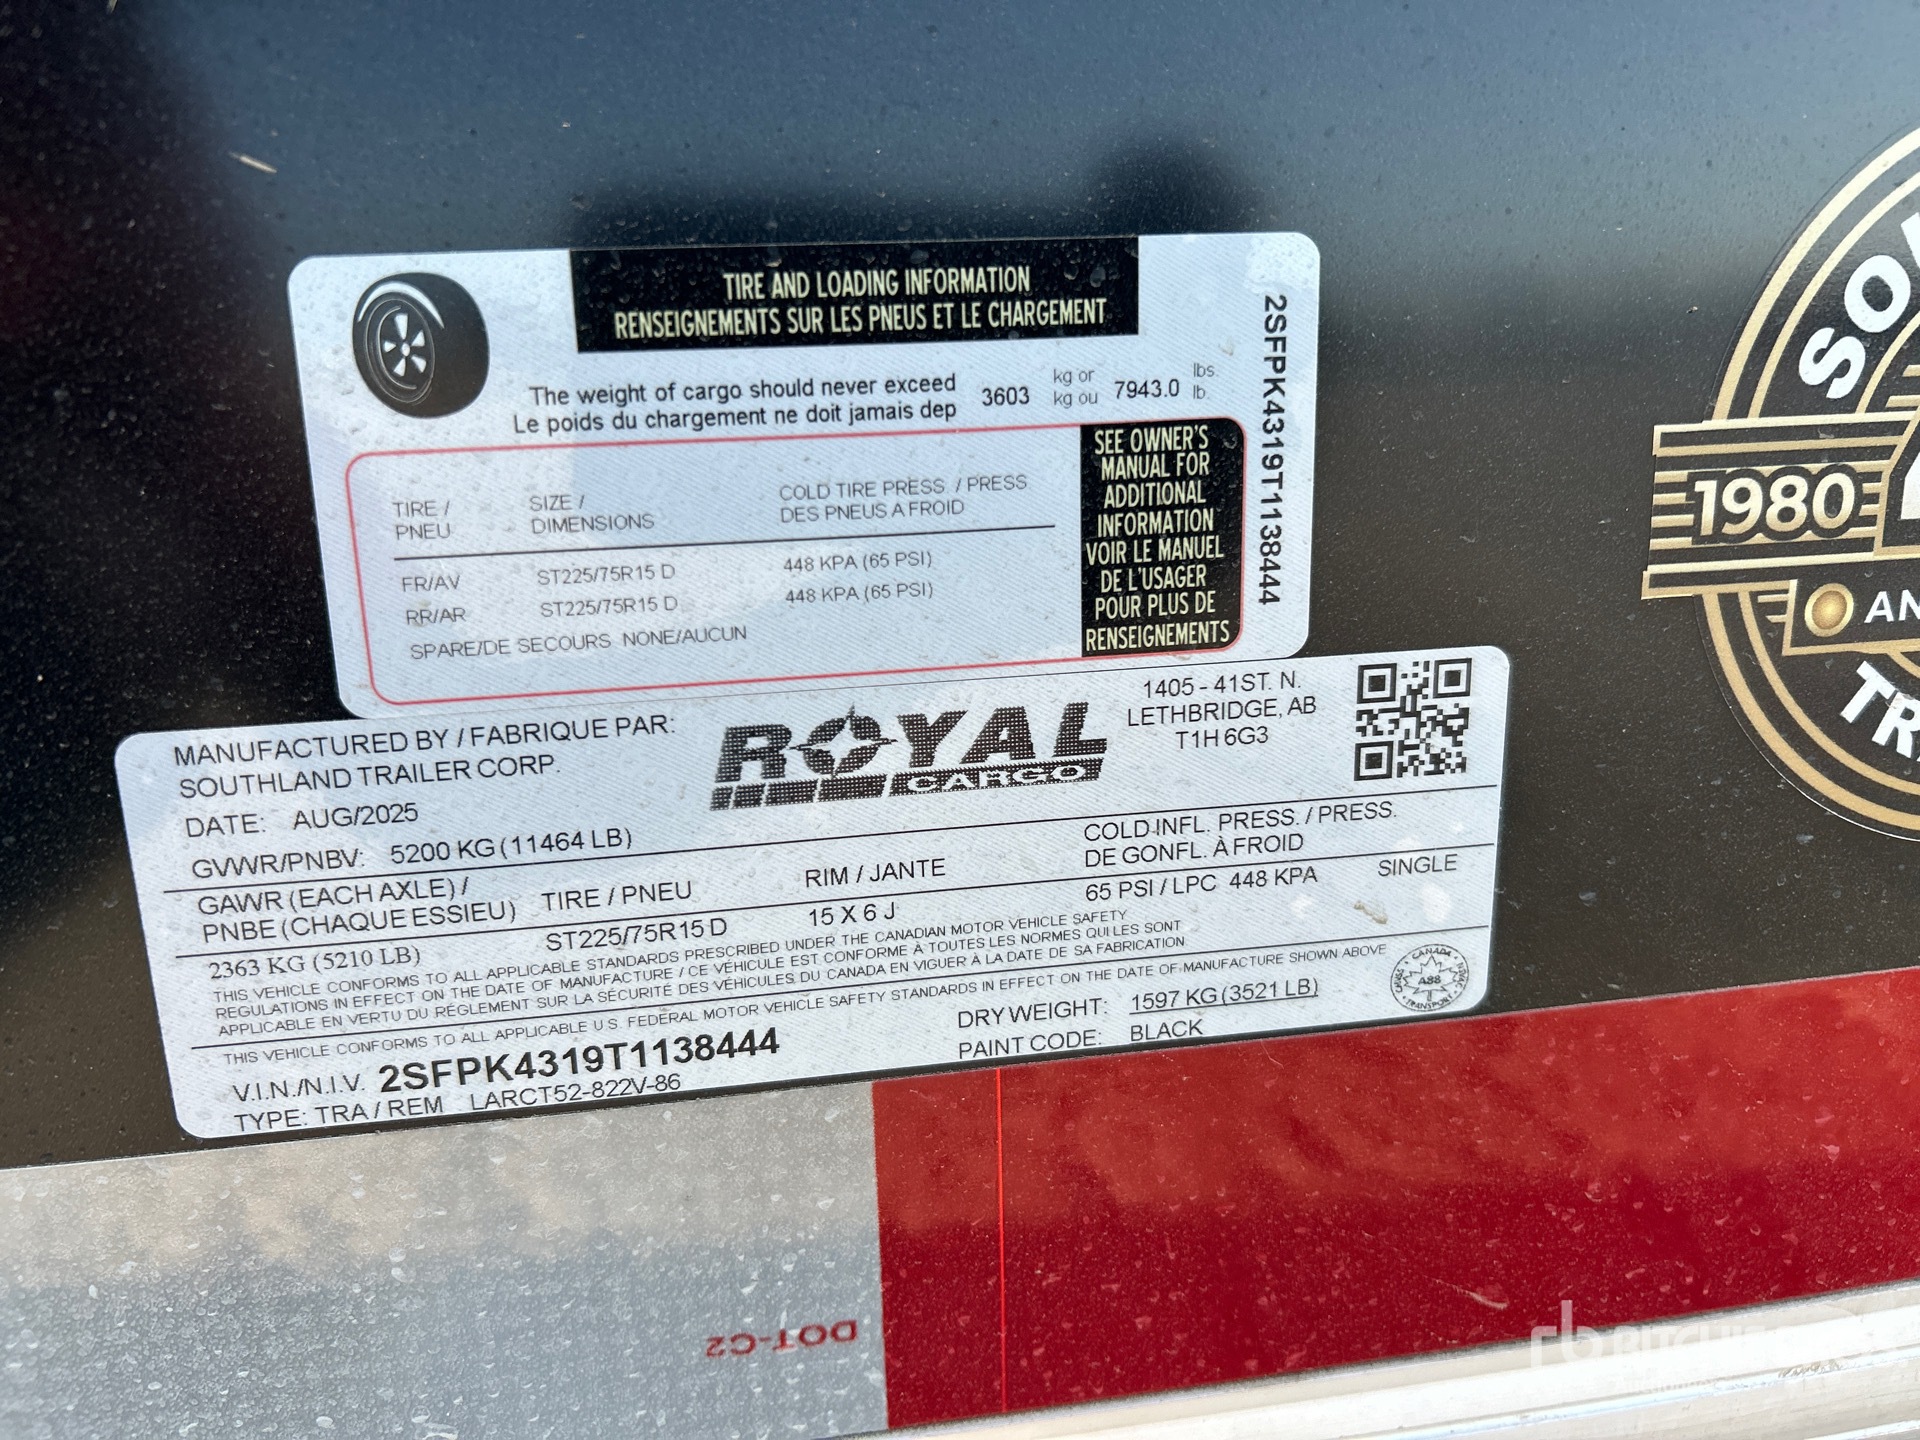 TIRE AND LOADING INFORMATION
RENSEIGNEMENTS SUR LES PNEUS ET LE CHARGEMENT
The weight of cargo should never exceed 3603 kg or 7943.0 lbs.
Le poids du chargement ne doit jamais dep kg ou lb.
TIRE / SIZE / COLD TIRE PRESS. / PRESS
PNEU DIMENSIONS DES PNEUS A FROID
FR/AV ST225/75R15 D 448 KPA (65 PSI)
RR/AR ST225/75R15 D 448 KPA (65 PSI)
SPARE/DE SECOURS NONE/AUCUN
SEE OWNER'S
MANUAL FOR
ADDITIONAL
INFORMATION
VOIR LE MANUEL
DE L'USAGER
POUR PLUS DE
RENSEIGNEMENTS
2SFPK4319T1138444
MANUFACTURED BY / FABRIQUE PAR:
SOUTHLAND TRAILER CORP.
ROYAL
CARGO
1405 - 41ST. N.
LETHBRIDGE, AB
T1H 6G3
DATE: AUG/2025
GVWR/PNBV: 5200 KG (11464 LB)
GAWR (EACH AXLE) / TIRE / PNEU RIM / JANTE COLD INFL. PRESS. / PRESS.
PNBE (CHAQUE ESSIEU) DE GONFL. À FROID
2363 KG (5210 LB) ST225/75R15 D 15 X 6 J 65 PSI / LPC 448 KPA SINGLE
THIS VEHICLE CONFORMS TO ALL APPLICABLE STANDARDS PRESCRIBED UNDER THE CANADIAN MOTOR VEHICLE SAFETY
REGULATIONS IN EFFECT ON THE DATE OF MANUFACTURE / CE VÉHICULE EST CONFORME À TOUTES LES NORMES QUI LES SONT
APPLICABLE EN VERTU DU RÉGLEMENT SUR LA SÉCURITÉ DES VÉHICULES DU CANADA EN VIGUER À LA DATE DE SA FABRICATION
THIS VEHICLE CONFORMS TO ALL APPLICABLE U.S. FEDERAL MOTOR VEHICLE SAFETY STANDARDS IN EFFECT ON THE DATE OF MANUFACTURE SHOWN ABOVE
V.I.N./N.I.V. 2SFPK4319T1138444
TYPE: TRA / REM LARCT52-822V-86
DRY WEIGHT: 1597 KG (3521 LB)
PAINT CODE: BLACK
CANADA
TRANSPORT
1980
DOT-C2